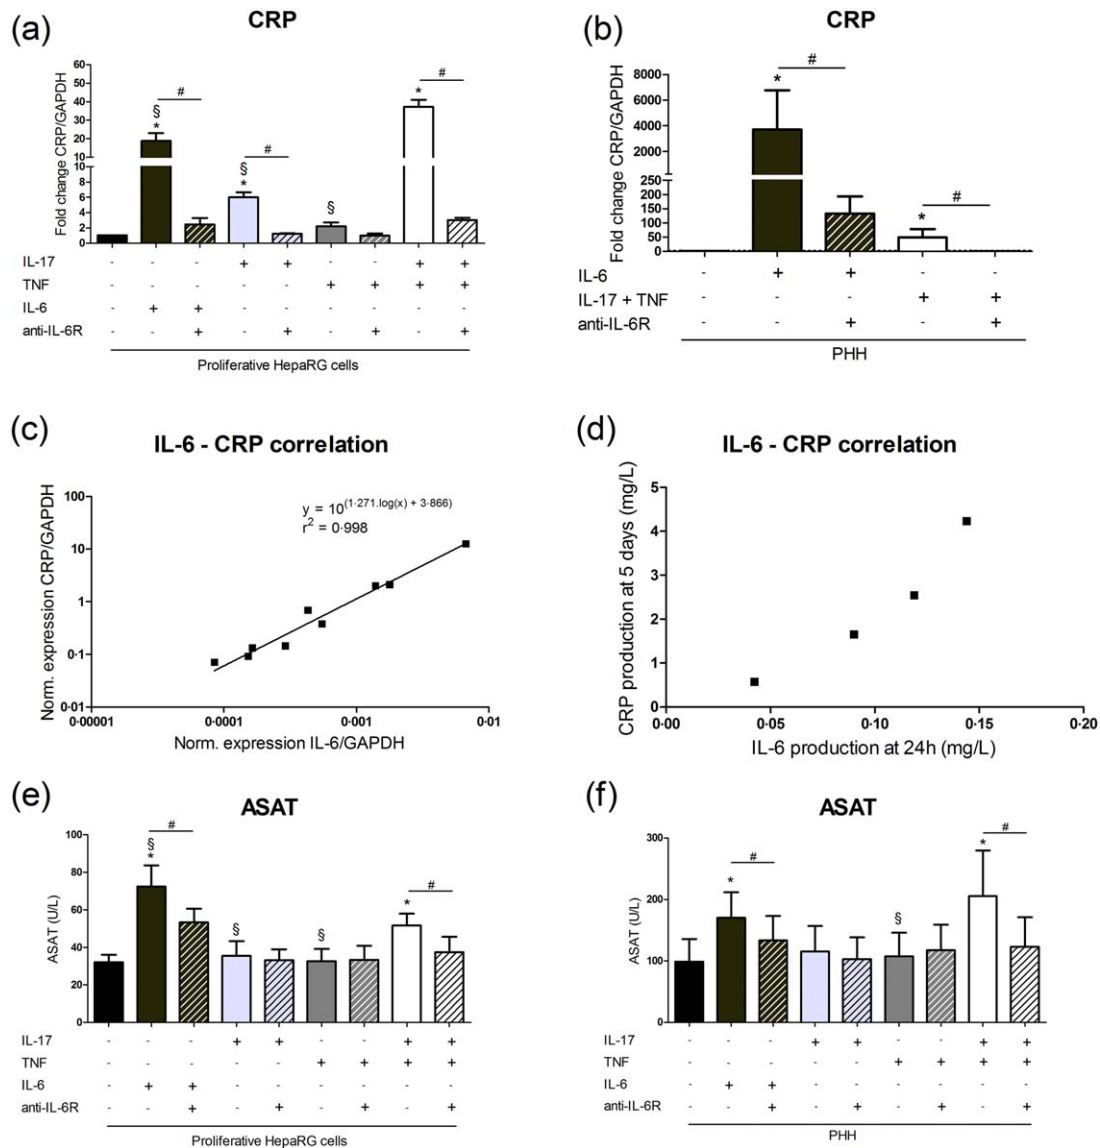 (a)
CRP
Fold change CRP/GAPDH
60
50
40
30
20
10
10
8
6
4
2
0
§
*
#
§
*
#
§
*
#
IL-17 - - - + + - - + +
TNF - - - - - + + + +
IL-6 - + + - - - - - -
anti-IL-6R - - + - + - + - +
Proliferative HepaRG cells
(b)
CRP
Fold change CRP/GAPDH
8000
6000
4000
2000
250
200
150
100
50
0
*
#
*
#
IL-6 - + + - -
IL-17 + TNF - - - + +
anti-IL-6R - - + - +
PHH
(c)
IL-6 - CRP correlation
Norm. expression CRP/GAPDH
100
10
1
0·1
0·01
y = 10(1·271.log(x) + 3·866)
r2 = 0·998
0·00001 0·0001 0·001 0·01
Norm. expression IL-6/GAPDH
(d)
IL-6 - CRP correlation
CRP production at 5 days (mg/L)
5
4
3
2
1
0
0·00 0·05 0·10 0·15 0·20
IL-6 production at 24h (mg/L)
(e)
ASAT
ASAT (U/L)
100
80
60
40
20
0
§
*
#
§
§
*
#
IL-17 - - - + + - - + +
TNF - - - - - + + + +
IL-6 - + + - - - - - -
anti-IL-6R - - + - + - + - +
Proliferative HepaRG cells
(f)
ASAT
ASAT (U/L)
300
200
100
0
*
#
§
*
#
IL-17 - - - + + - - + +
TNF - - - - - + + + +
IL-6 - + + - - - - - -
anti-IL-6R - - + - + - + - +
PHH